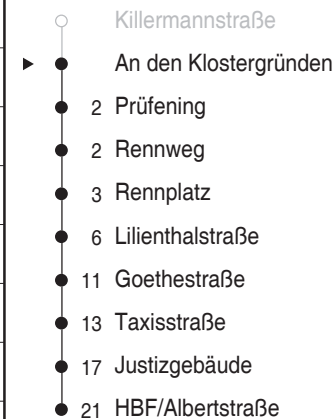 Killermannstraße
An den Klostergründen
2 Prüfening
2 Rennweg
3 Rennplatz
6 Lilienthalstraße
11 Goethestraße
13 Taxisstraße
17 Justizgebäude
21 HBF/Albertstraße